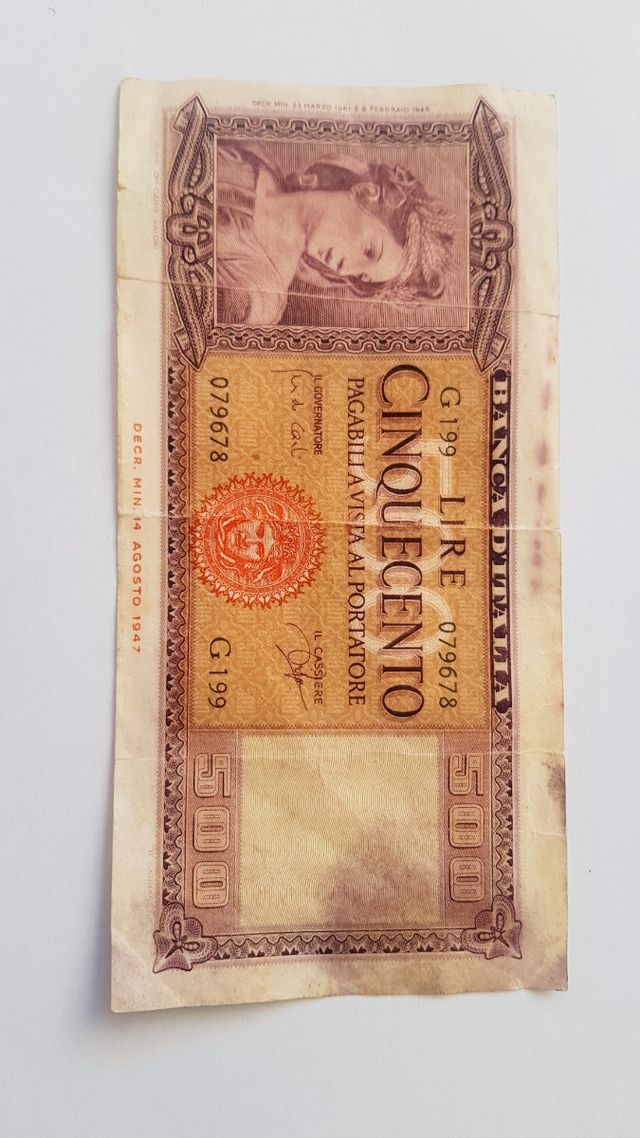 DECR. MIN. 23 MARZO 1961 E 9 FEBBRAIO 1948
BANCA D'ITALIA
G 199 LIRE 079678
500
CINQUECENTO
PAGABILI A VISTA AL PORTATORE
IL GOVERNATORE
IL CASSIERE
079678
G 199
500
500
DECR. MIN. 14 AGOSTO 1947